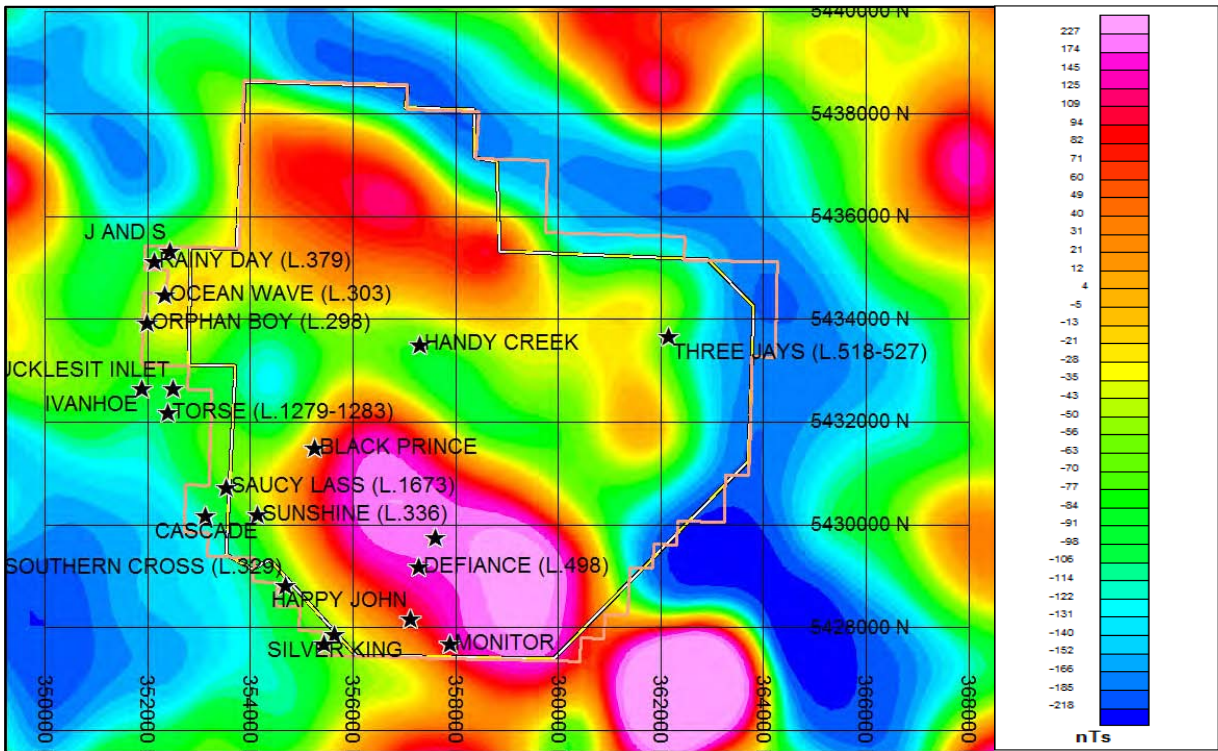 5440000 N
5438000 N
5436000 N
J AND S
RAINY DAY (L.379)
OCEAN WAVE (L.303)
5434000 N
ORPHAN BOY (L.298)
HANDY CREEK
THREE JAYS (L.518-527)
UCKLESIT INLET
IVANHOE
TORSE (L.1279-1283)
5432000 N
BLACK PRINCE
SAUCY LASS (L.1673)
SUNSHINE (L.336)
CASCADE
5430000 N
SOUTHERN CROSS (L.329)
DEFIANCE (L.498)
HAPPY JOHN
5428000 N
SILVER KING
MONITOR
350000
352000
354000
356000
358000
360000
362000
364000
366000
368000
227
174
145
125
109
94
82
71
60
49
40
31
21
12
4
-5
-13
-21
-28
-35
-43
-50
-56
-63
-70
-77
-84
-91
-98
-106
-114
-122
-131
-140
-152
-166
-185
-218
nTs